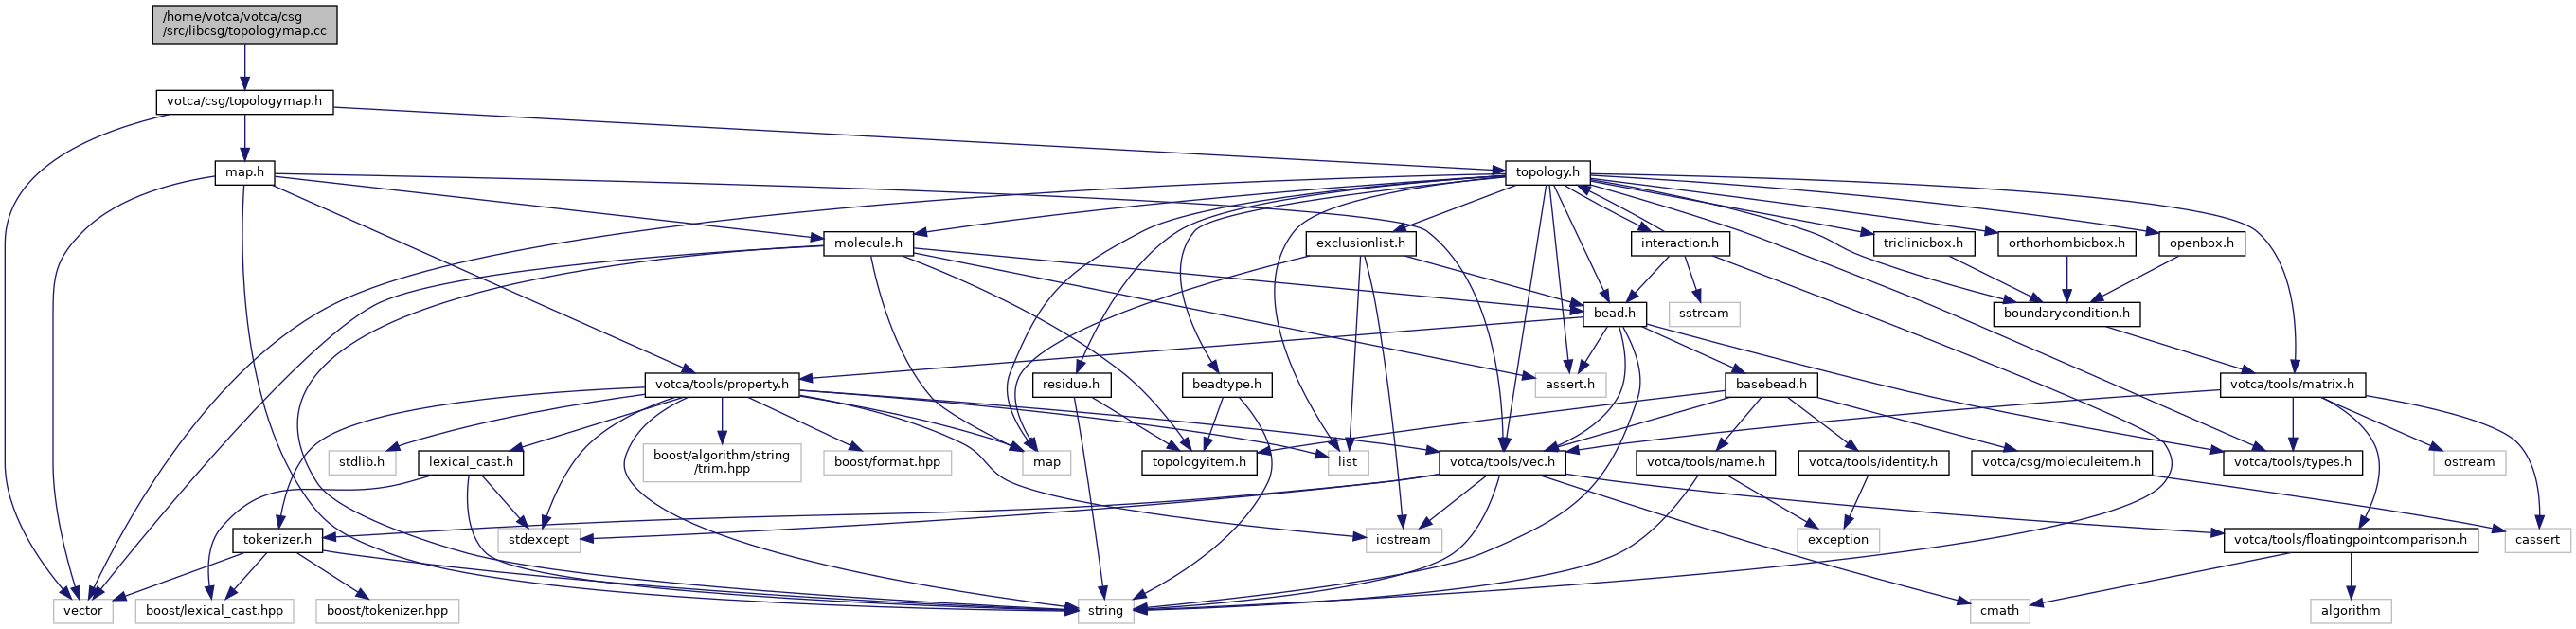 /home/votca/votca/csg
/src/libcsg/topologymap.cc
votca/csg/topologymap.h
map.h
topology.h
molecule.h
exclusionlist.h
interaction.h
triclinicbox.h
orthorhombicbox.h
openbox.h
bead.h
sstream
boundarycondition.h
votca/tools/property.h
residue.h
beadtype.h
assert.h
basebead.h
votca/tools/matrix.h
stdlib.h
lexical_cast.h
boost/algorithm/string
/trim.hpp
boost/format.hpp
map
topologyitem.h
list
votca/tools/vec.h
votca/tools/name.h
votca/tools/identity.h
votca/csg/moleculeitem.h
votca/tools/types.h
ostream
tokenizer.h
stdexcept
iostream
exception
votca/tools/floatingpointcomparison.h
cassert
vector
boost/lexical_cast.hpp
boost/tokenizer.hpp
string
cmath
algorithm